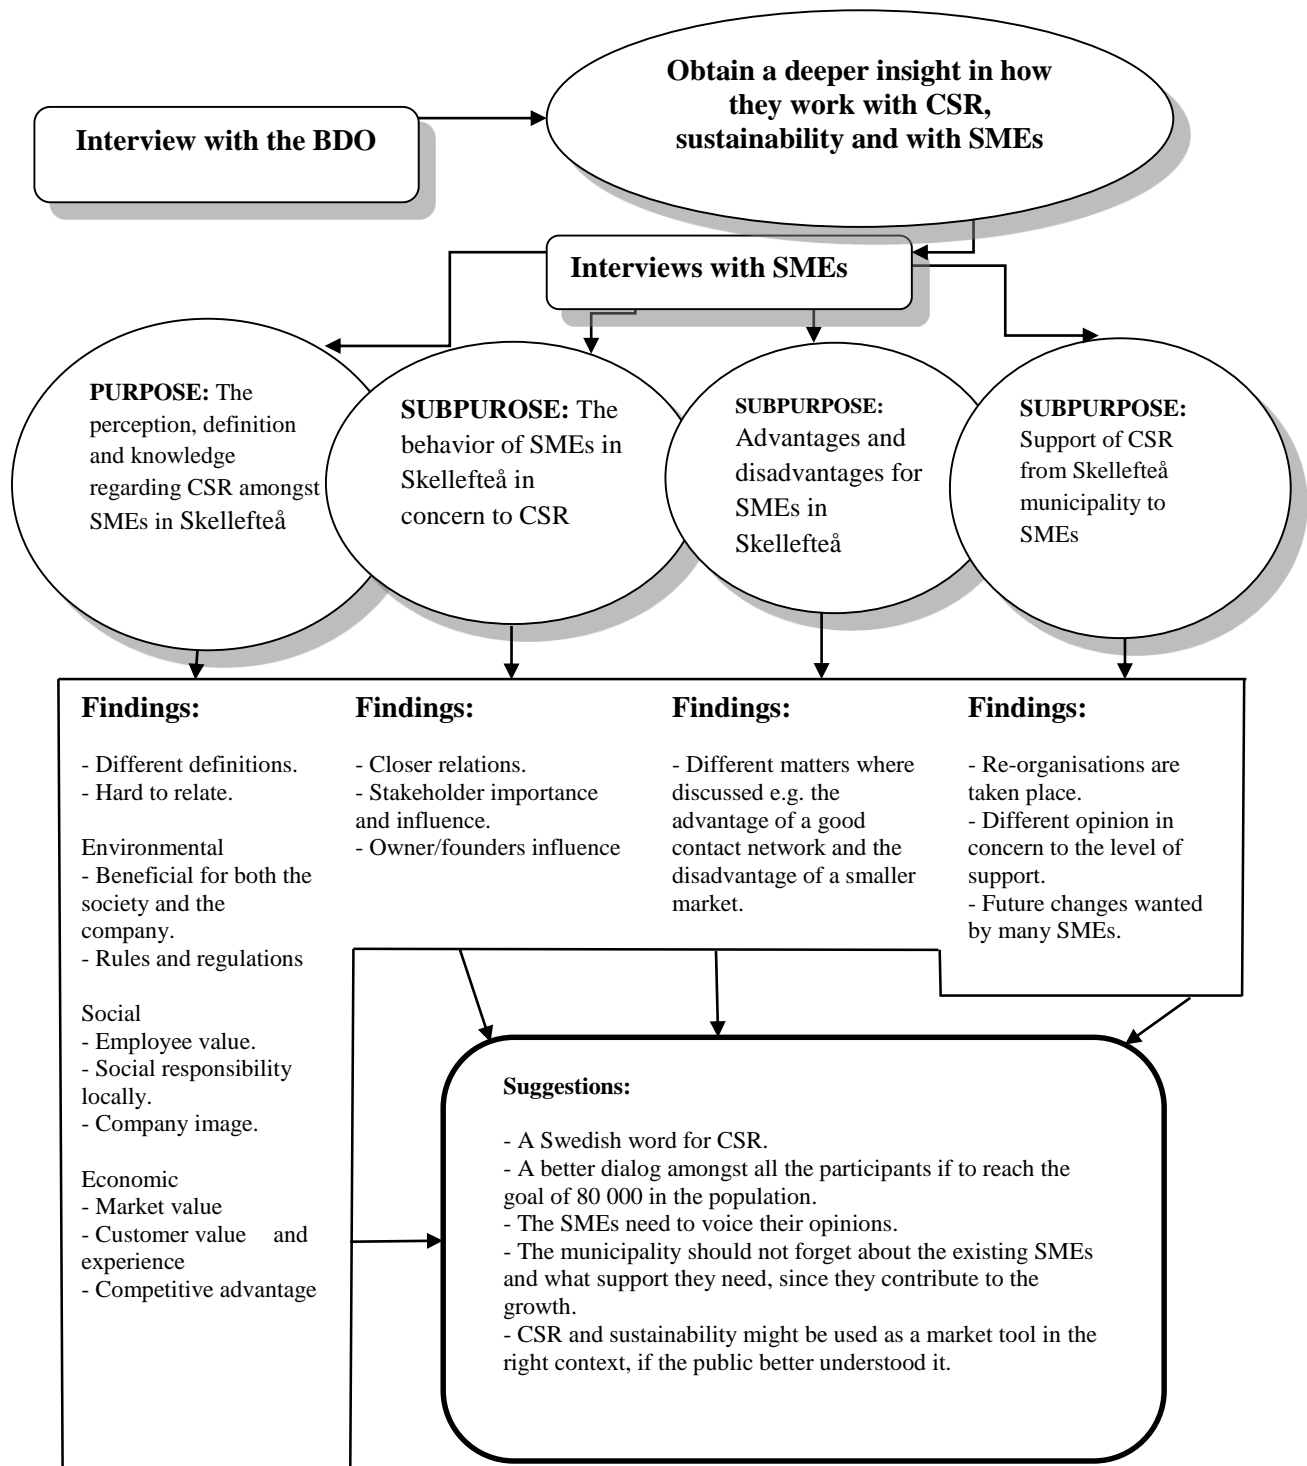 Obtain a deeper insight in how
they work with CSR,
sustainability and with SMEs
Interview with the BDO
Interviews with SMEs
PURPOSE: The
perception, definition
and knowledge
regarding CSR amongst
SMEs in Skellefteå
SUBPUROSE: The
behavior of SMEs in
Skellefteå in
concern to CSR
SUBPURPOSE:
Advantages and
disadvantages for
SMEs in
Skellefteå
SUBPURPOSE:
Support of CSR
from Skellefteå
municipality to
SMEs
Findings:
- Different definitions.
- Hard to relate.
Environmental
- Beneficial for both the
society and the
company.
- Rules and regulations
Social
- Employee value.
- Social responsibility
locally.
- Company image.
Economic
- Market value
- Customer value and
experience
- Competitive advantage
Findings:
- Closer relations.
- Stakeholder importance
and influence.
- Owner/founders influence
Findings:
- Different matters where
discussed e.g. the
advantage of a good
contact network and the
disadvantage of a smaller
market.
Findings:
- Re-organisations are
taken place.
- Different opinion in
concern to the level of
support.
- Future changes wanted
by many SMEs.
Suggestions:
- A Swedish word for CSR.
- A better dialog amongst all the participants if to reach the
goal of 80 000 in the population.
- The SMEs need to voice their opinions.
- The municipality should not forget about the existing SMEs
and what support they need, since they contribute to the
growth.
- CSR and sustainability might be used as a market tool in the
right context, if the public better understood it.